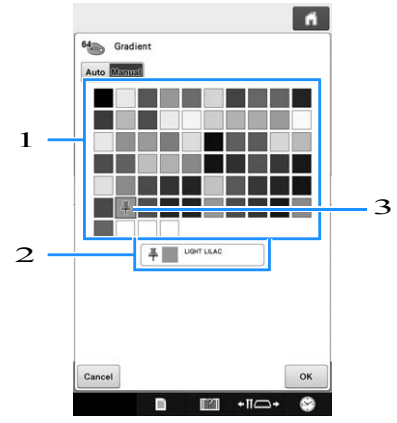 64 Gradient
Auto Manual
1
3
2
LIGHT LILAC
Cancel OK